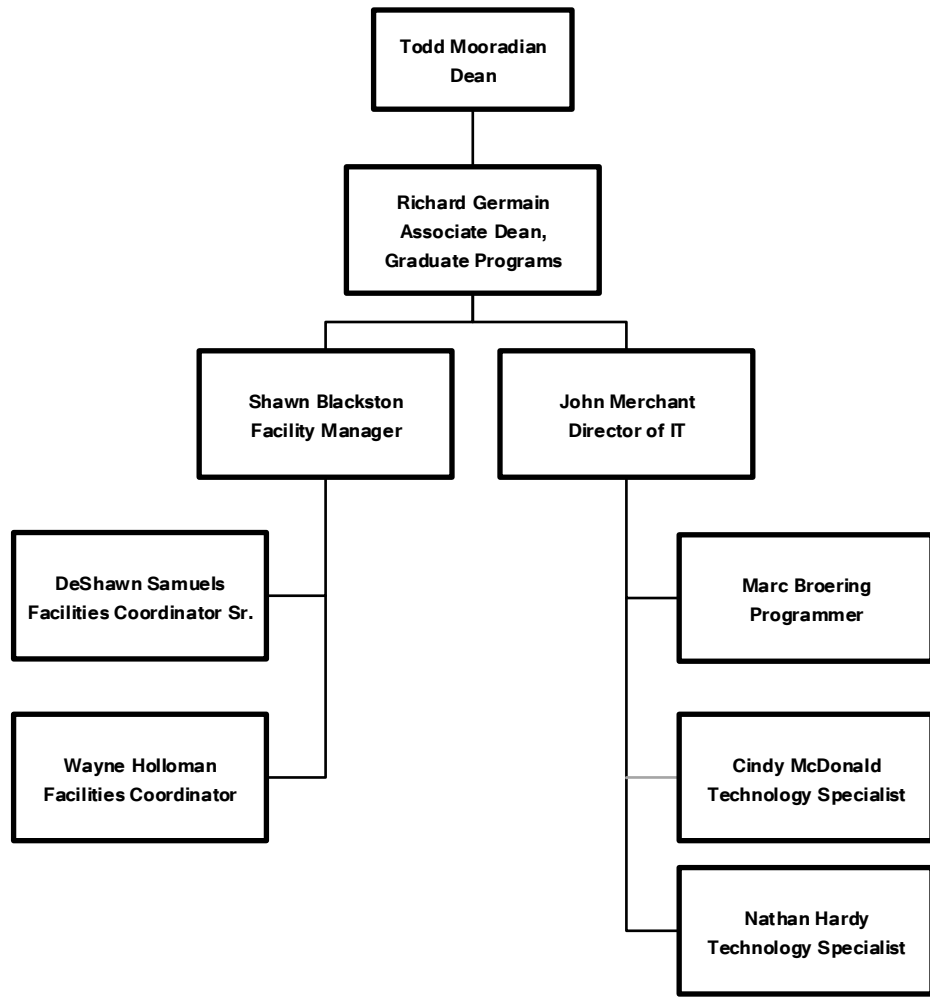 Todd Mooradian
Dean
Richard Germain
Associate Dean,
Graduate Programs
Shawn Blackston
Facility Manager
John Merchant
Director of IT
DeShawn Samuels
Facilities Coordinator Sr.
Marc Broering
Programmer
Wayne Holloman
Facilities Coordinator
Cindy McDonald
Technology Specialist
Nathan Hardy
Technology Specialist